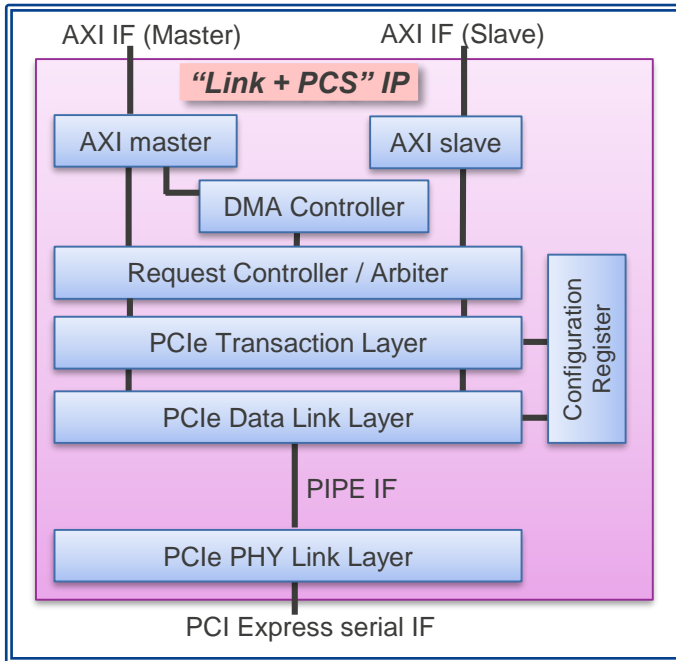 AXI IF (Master)
AXI IF (Slave)
“Link + PCS” IP
AXI master
AXI slave
DMA Controller
Request Controller / Arbiter
PCIe Transaction Layer
Configuration
Register
PCIe Data Link Layer
PIPE IF
PCIe PHY Link Layer
PCI Express serial IF